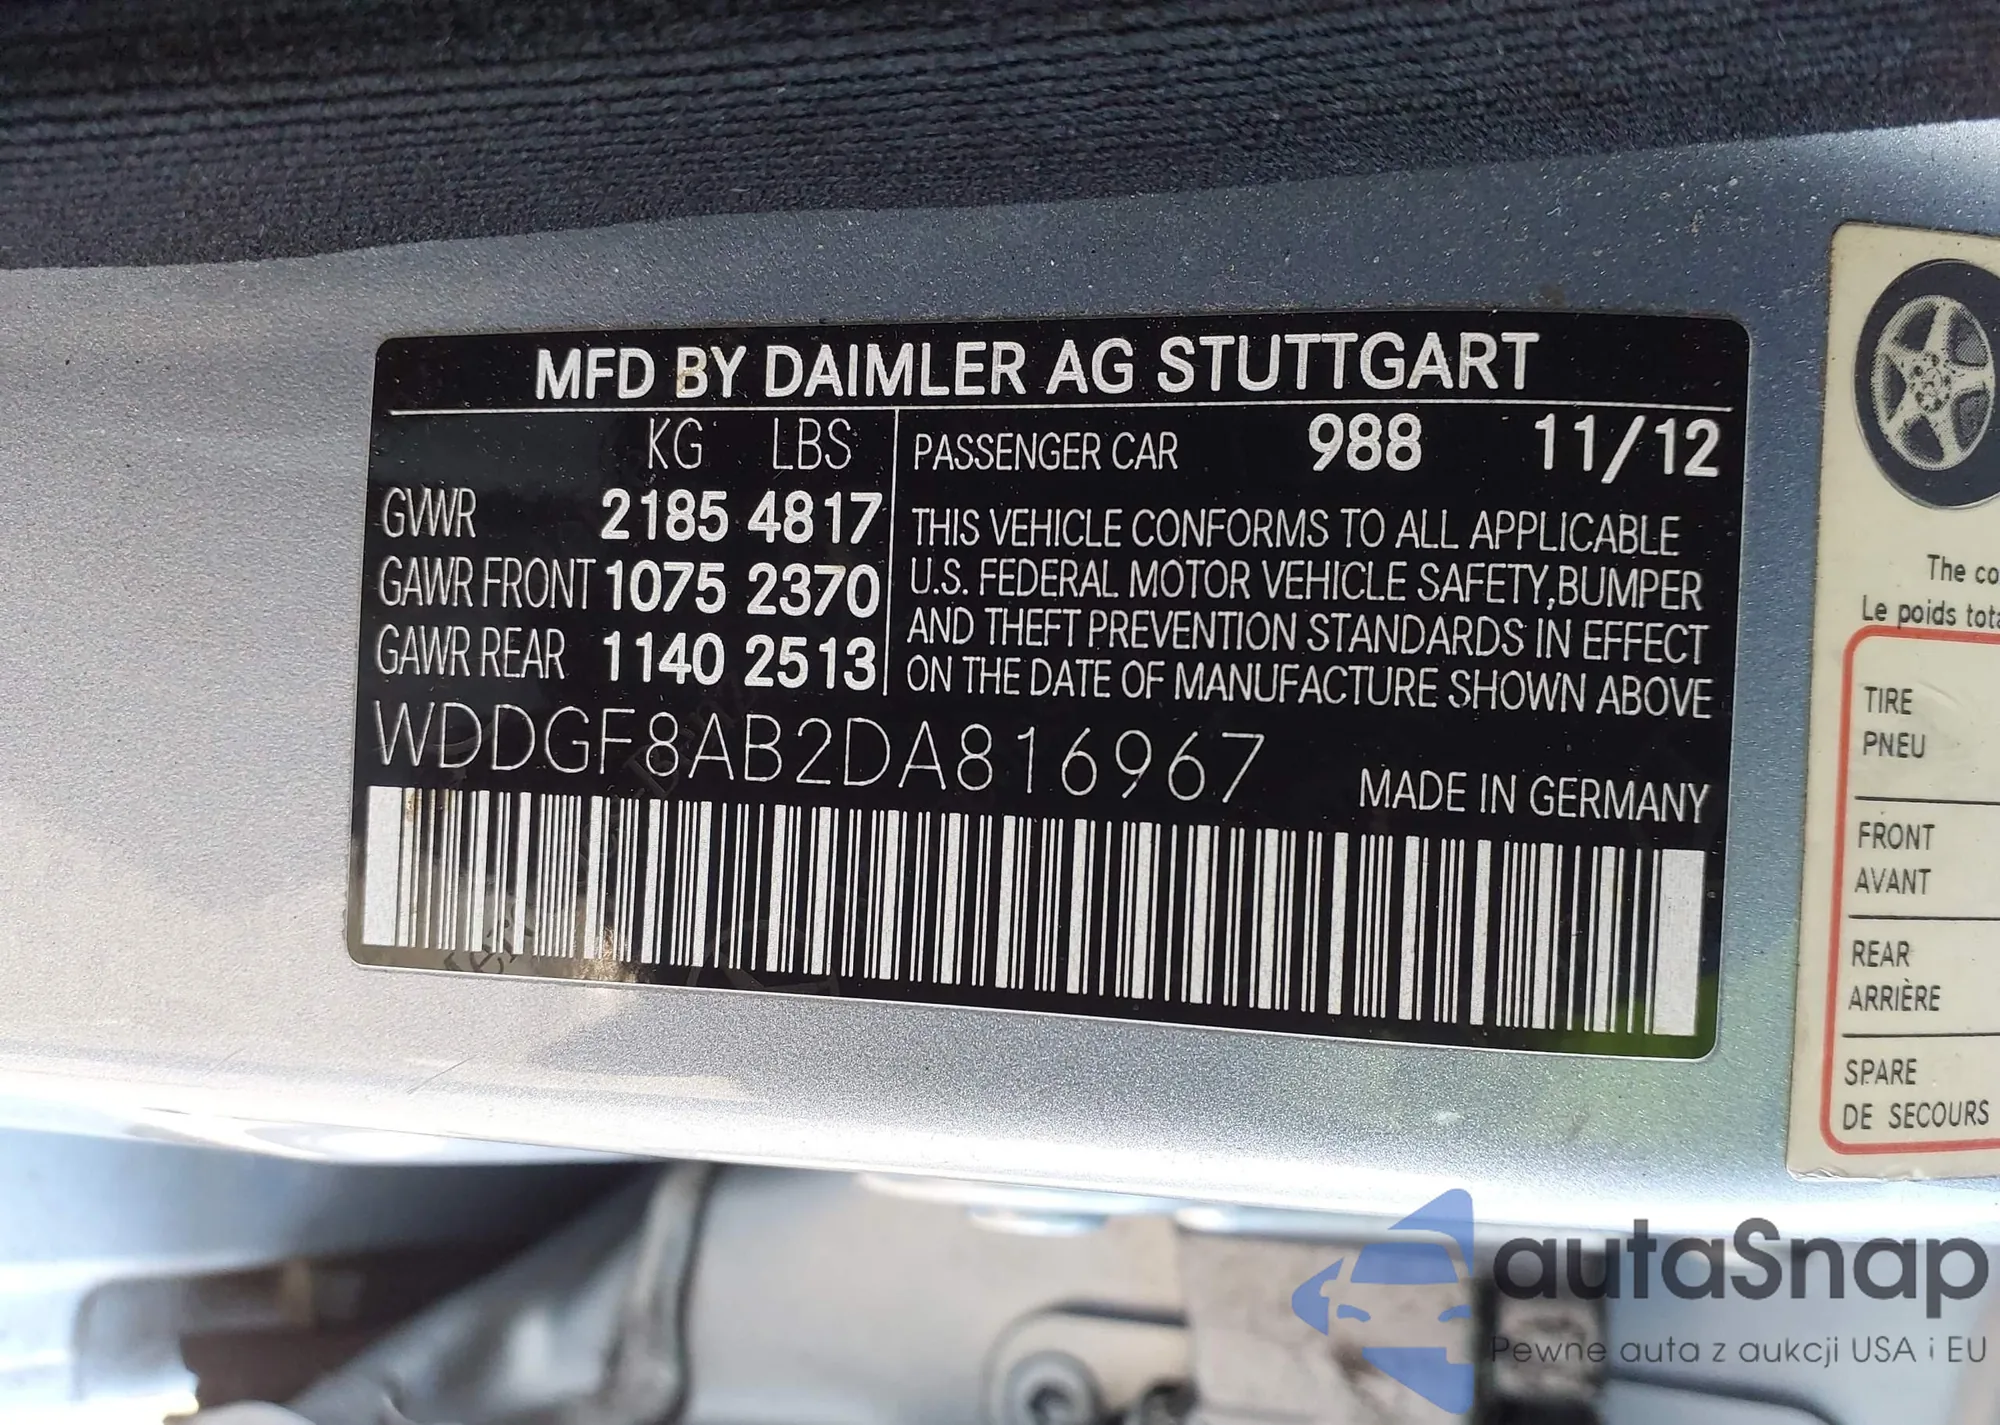 MFD BY DAIMLER AG STUTTGART
KG LBS
GVWR 2185 4817
GAWR FRONT 1075 2370
GAWR REAR 1140 2513
PASSENGER CAR 988 11/12
THIS VEHICLE CONFORMS TO ALL APPLICABLE
U.S. FEDERAL MOTOR VEHICLE SAFETY,BUMPER
AND THEFT PREVENTION STANDARDS IN EFFECT
ON THE DATE OF MANUFACTURE SHOWN ABOVE
WDDGF8AB2DA816967
MADE IN GERMANY
The
Le poids
TIRE
PNEU
FRONT
AVANT
REAR
ARRIÈRE
SPARE
DE SECOURS
autaSnap
Pewne auta z aukcji USA i EU